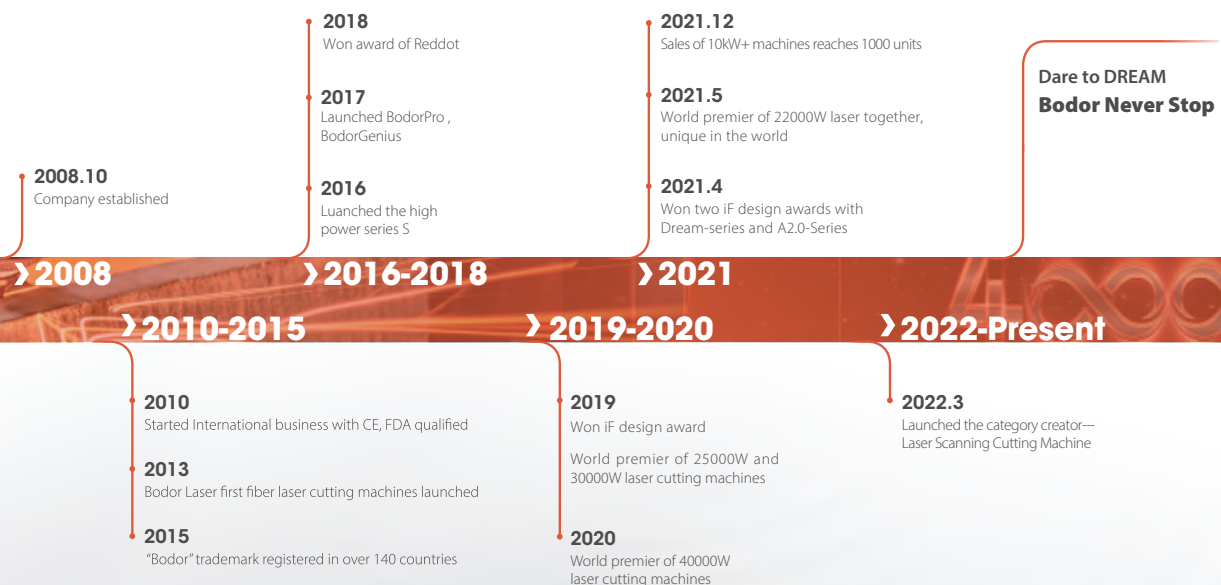 2018
Won award of Reddot
2017
Launched BodorPro ,
BodorGenius
2016
Luanched the high
power series S
2021.12
Sales of 10kW+ machines reaches 1000 units
2021.5
World premier of 22000W laser together,
unique in the world
2021.4
Won two iF design awards with
Dream-series and A2.0-Series
Dare to DREAM
Bodor Never Stop
2008.10
Company established
2008
2016-2018
2021
2010-2015
2019-2020
2022-Present
2010
Started International business with CE, FDA qualified
2013
Bodor Laser first fiber laser cutting machines launched
2015
"Bodor" trademark registered in over 140 countries
2019
Won iF design award
World premier of 25000W and
30000W laser cutting machines
2020
World premier of 40000W
laser cutting machines
2022.3
Launched the category creator---
Laser Scanning Cutting Machine